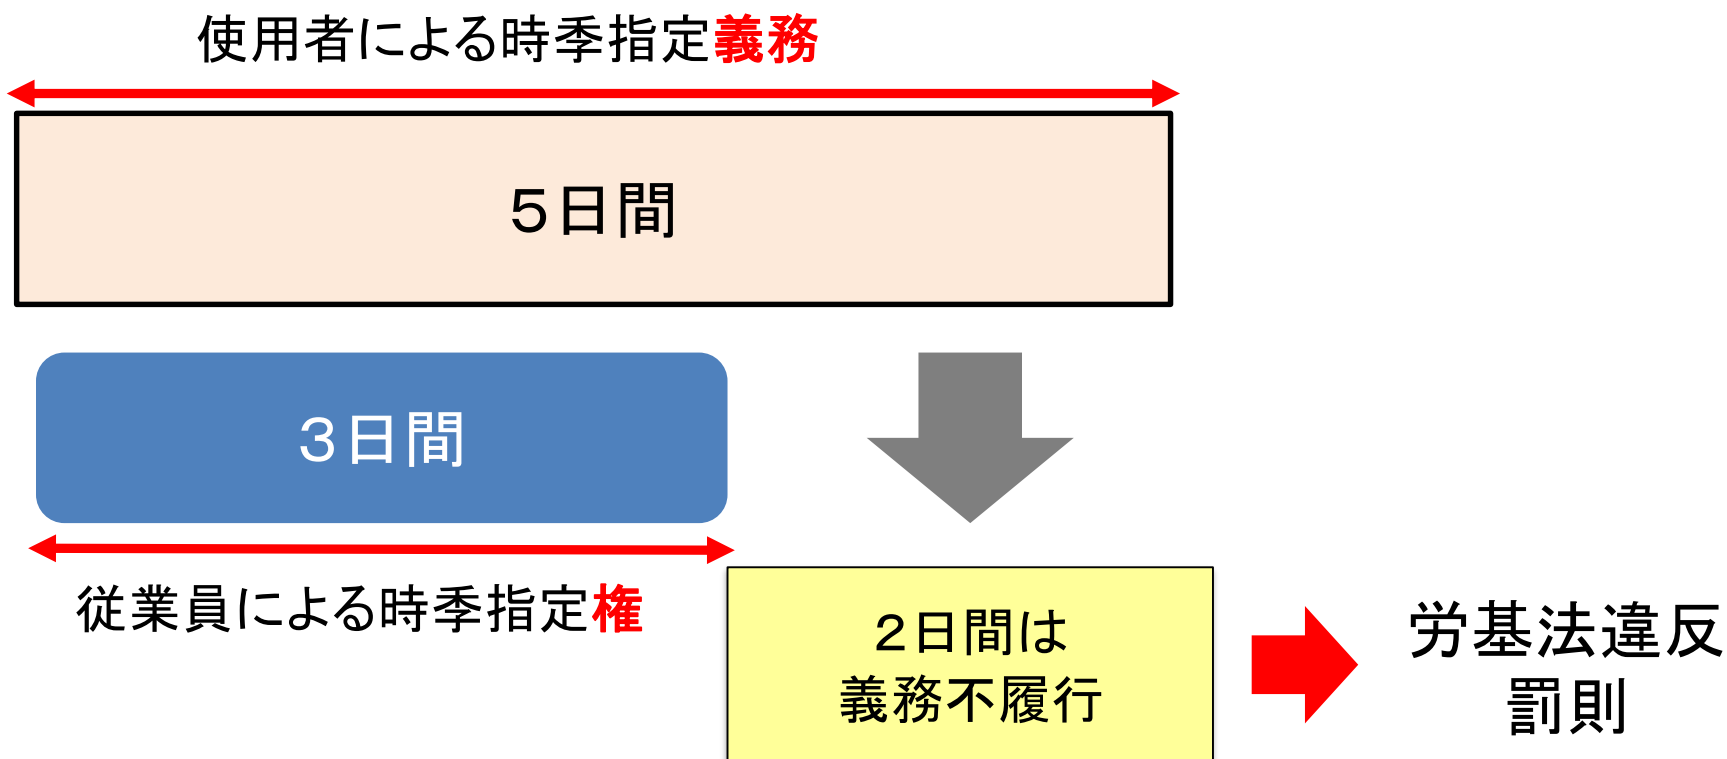 使用者による時季指定義務
５日間
３日間
従業員による時季指定権
２日間は
義務不履行
労基法違反
罰則